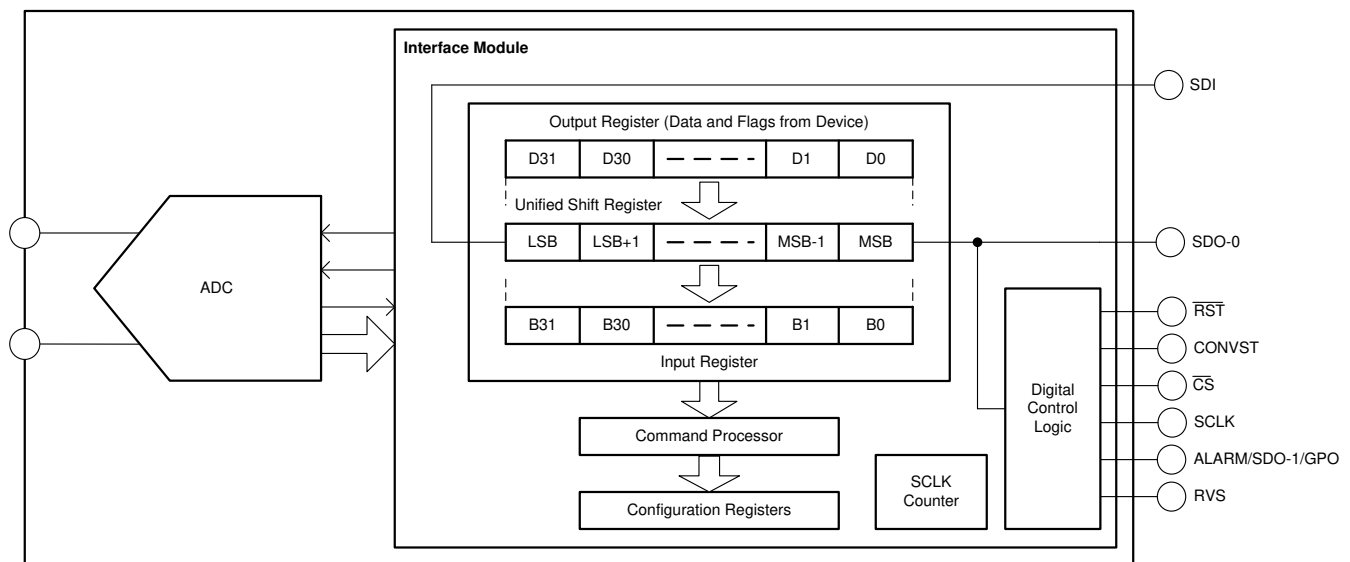 Interface Module
SDI
Output Register (Data and Flags from Device)
D31 D30 D1 D0
Unified Shift Register
LSB LSB+1 MSB-1 MSB
SDO-0
ADC
B31 B30 B1 B0
Input Register
RST
CONVST
CS
SCLK
ALARM/SDO-1/GPO
RVS
Digital
Control
Logic
Command Processor
SCLK
Counter
Configuration Registers